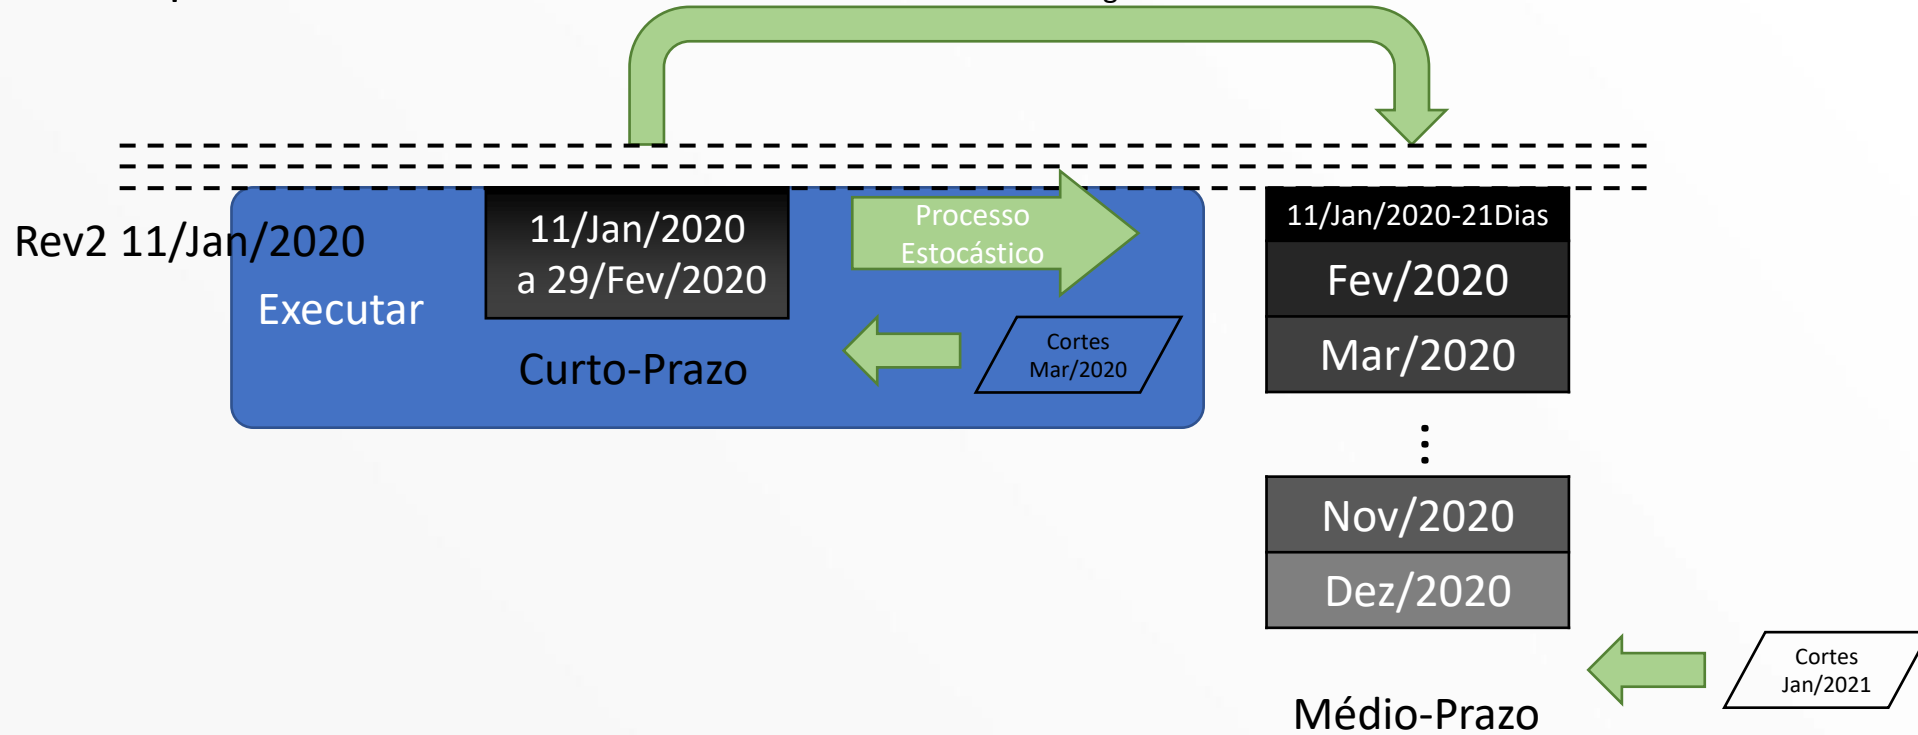 Rev2 11/Jan/2020
Executar
11/Jan/2020
a 29/Fev/2020
Curto-Prazo
Processo
Estocástico
Cortes
Mar/2020
11/Jan/2020-21Dias
Fev/2020
Mar/2020
...
Nov/2020
Dez/2020
Médio-Prazo
Cortes
Jan/2021